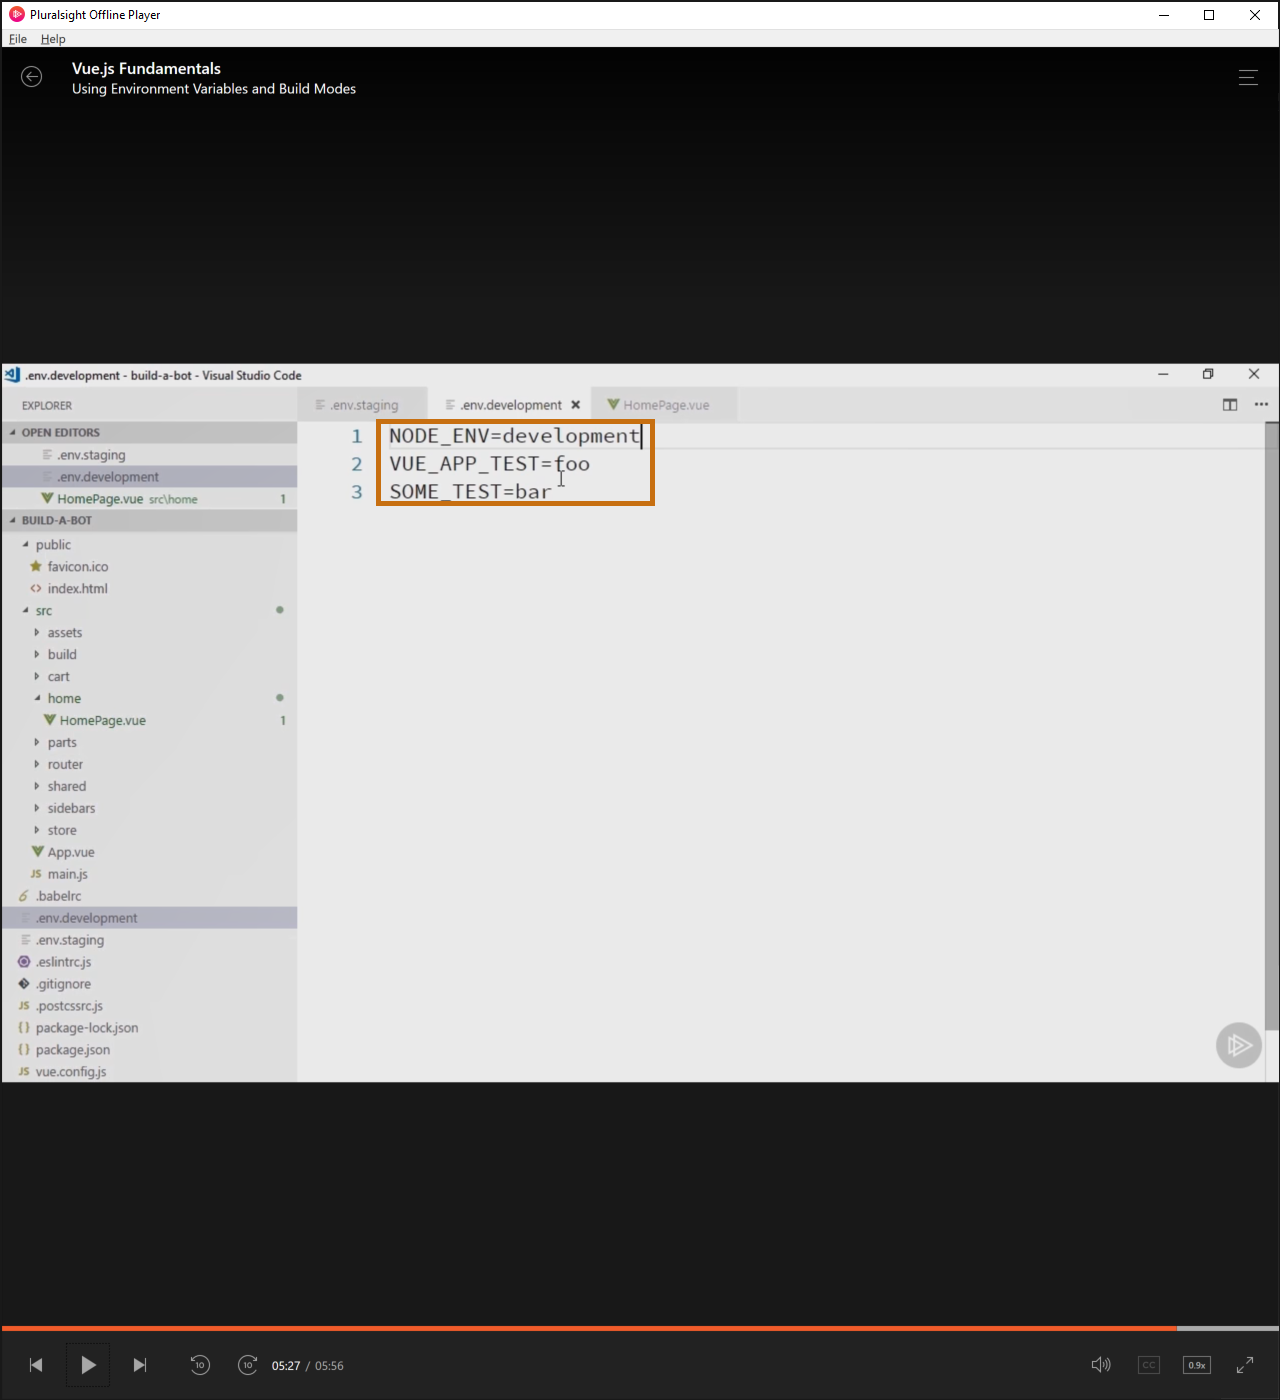 Pluralsight Offline Player
File Help
Vue.js Fundamentals
Using Environment Variables and Build Modes
.env.development - build-a-bot - Visual Studio Code
EXPLORER
.env.staging .env.development HomePage.vue
OPEN EDITORS
.env.staging
.env.development
HomePage.vue src\home 1
BUILD-A-BOT
public
favicon.ico
index.html
src
assets
build
cart
home
HomePage.vue 1
parts
router
shared
sidebars
store
App.vue
JS main.js
6 .babelrc
.env.development
.env.staging
.eslintrc.js
.gitignore
JS .postcssrc.js
{ } package-lock.json
{ } package.json
JS vue.config.js
1 NODE_ENV=development
2 VUE_APP_TEST=foo
3 SOME_TEST=bar
10 10 05:27 / 05:56 CC 0.9x